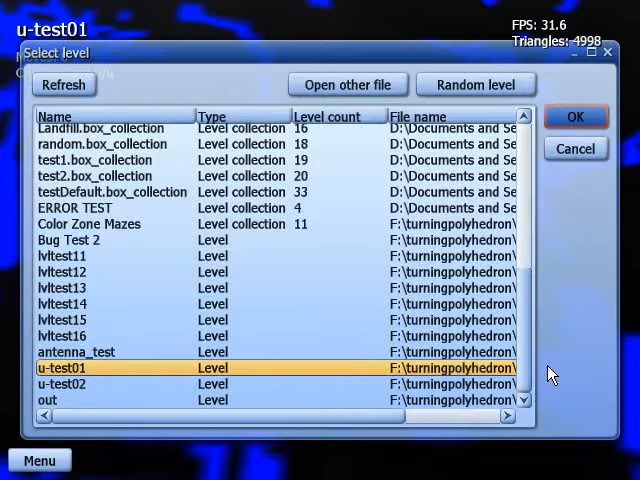 u-test01
FPS: 31.6
Triangles: 4998
Select level
Refresh
Open other file
Random level
Name Type Level count File name
OK
Landfill.box_collection Level collection 16 D:\Documents and Se
random.box_collection Level collection 18 D:\Documents and Se
Cancel
test1.box_collection Level collection 19 D:\Documents and Se
test2.box_collection Level collection 20 D:\Documents and Se
testDefault.box_collection Level collection 33 D:\Documents and Se
ERROR TEST Level collection 4 D:\Documents and Se
Color Zone Mazes Level collection 11 F:\turningpolyhedron\
Bug Test 2 Level F:\turningpolyhedron\
lvltest11 Level F:\turningpolyhedron\
lvltest12 Level F:\turningpolyhedron\
lvltest13 Level F:\turningpolyhedron\
lvltest14 Level F:\turningpolyhedron\
lvltest15 Level F:\turningpolyhedron\
lvltest16 Level F:\turningpolyhedron\
antenna_test Level F:\turningpolyhedron\
u-test01 Level F:\turningpolyhedron\
u-test02 Level F:\turningpolyhedron\
out Level F:\turningpolyhedron\
Menu